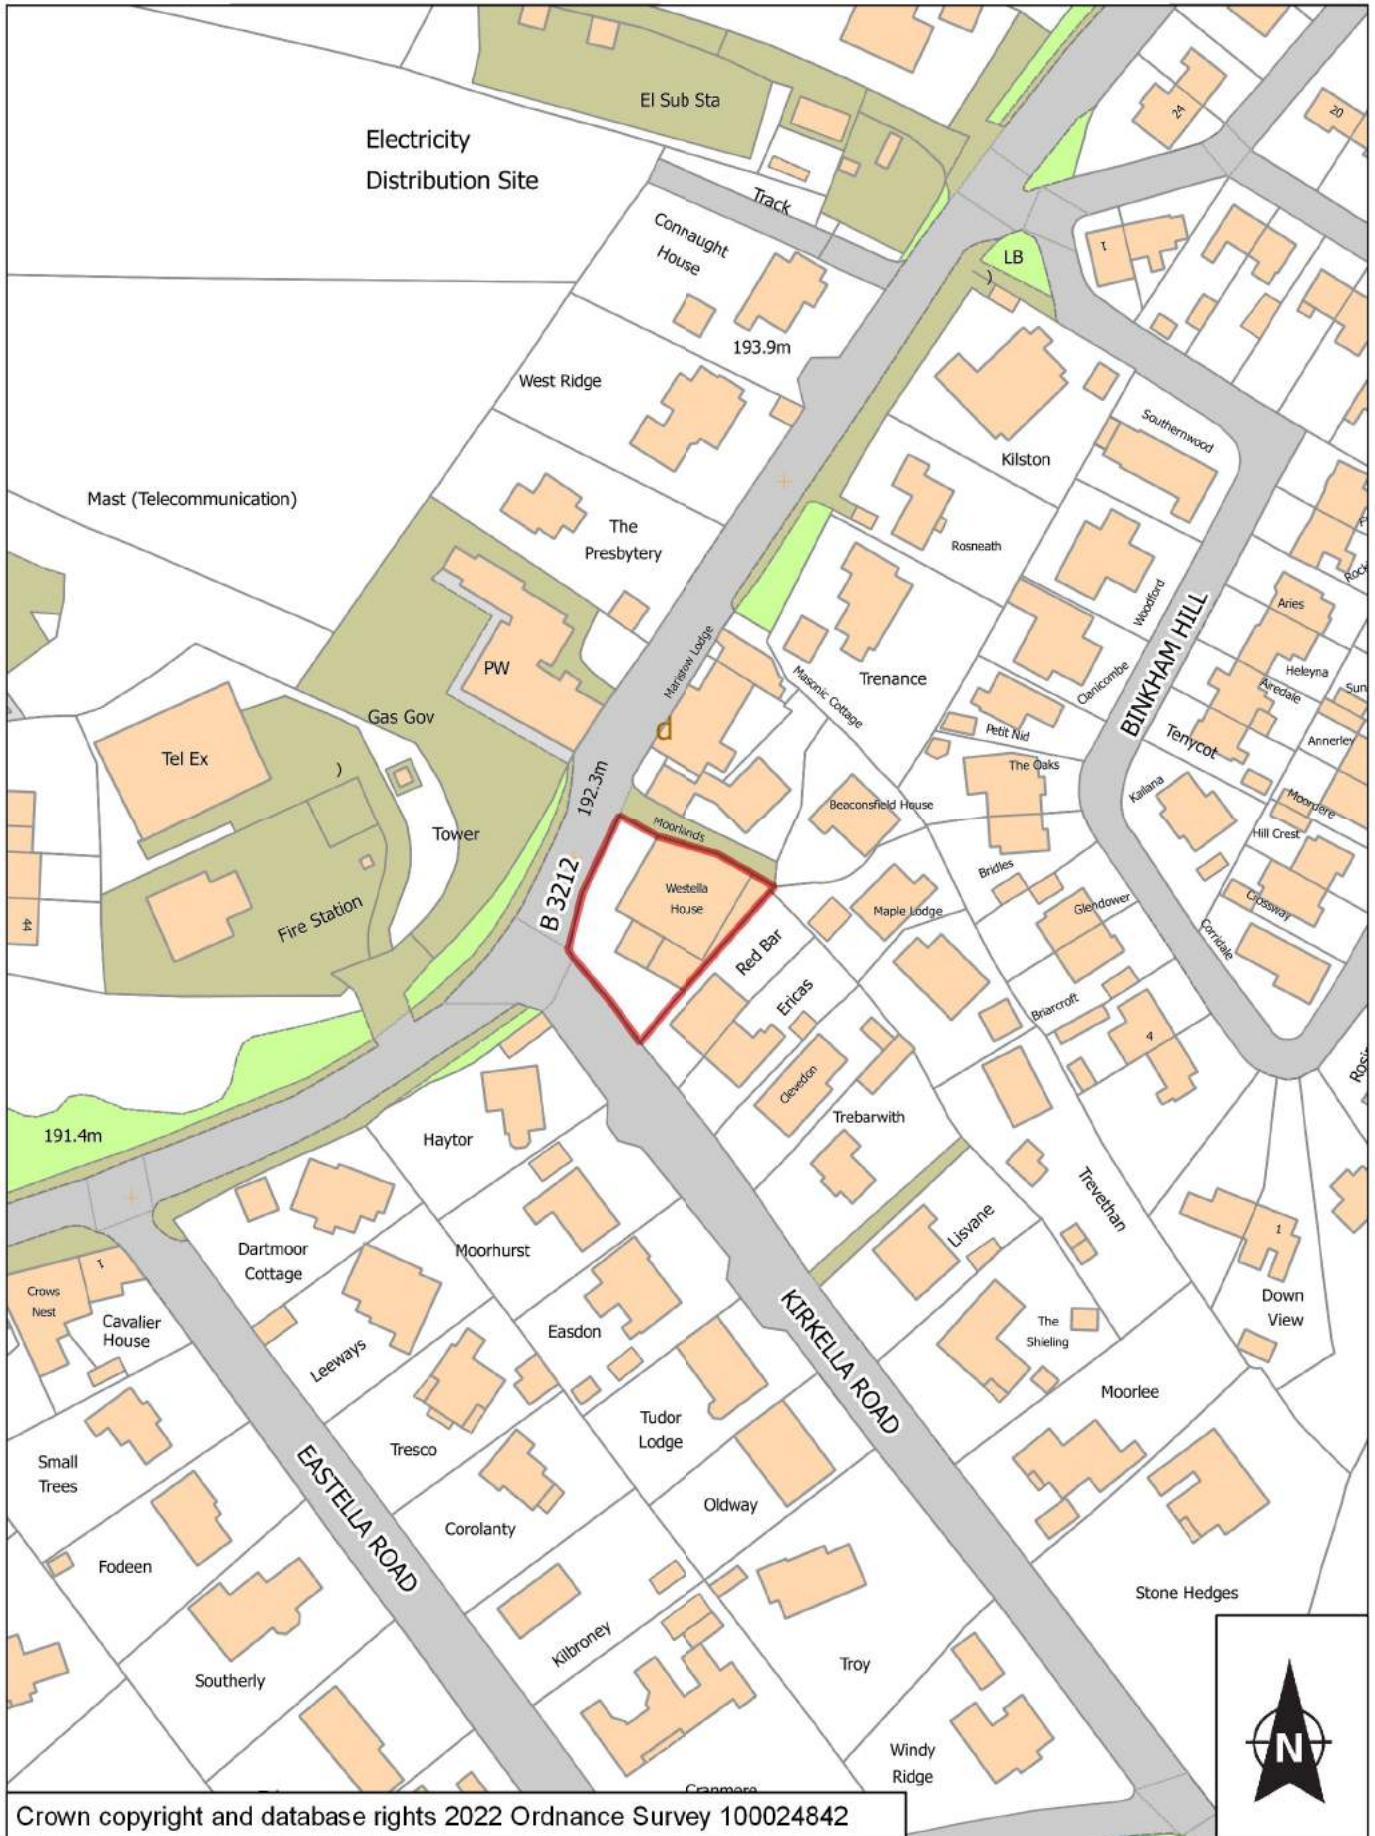 El Sub Sta
Electricity
Distribution Site
24
20
Track
Connaught
House
1
LB
)
193.9m
West Ridge
Southernwood
Kilston
Mast (Telecommunication)
The
Presbytery
Rosneath
Woodford
BINKHAM HILL
Rock
Aries
Maristow Lodge
PW
Masonic Cottage
Trenance
Clanicombe
Heleyna
Airedale
Sun
Gas Gov
d
Petit Nid
Tenycot
Annerley
Tel Ex
)
192.3m
The Oaks
Kailana
Moordere
Beaconsfield House
Tower
Moorlands
Hill Crest
B 3212
Westella
House
Bridles
Glendower
Crossway
Maple Lodge
44
Fire Station
Red Bar
Corridale
Ericas
Briarcroft
4
Clevedon
191.4m
Haytor
Trebarwith
Trevethan
Lisvane
1
Dartmoor
Cottage
Moorhurst
Crows
Nest
1
Cavalier
House
Down
View
Easdon
KIRKELLA ROAD
The
Shieling
Leeways
Moorlee
Tudor
Lodge
Tresco
Small
Trees
EASTELLA ROAD
Oldway
Corolanty
Fodeen
Stone Hedges
Kilbroney
Troy
Southerly
Windy
Ridge
Cranmere
N
Crown copyright and database rights 2022 Ordnance Survey 100024842